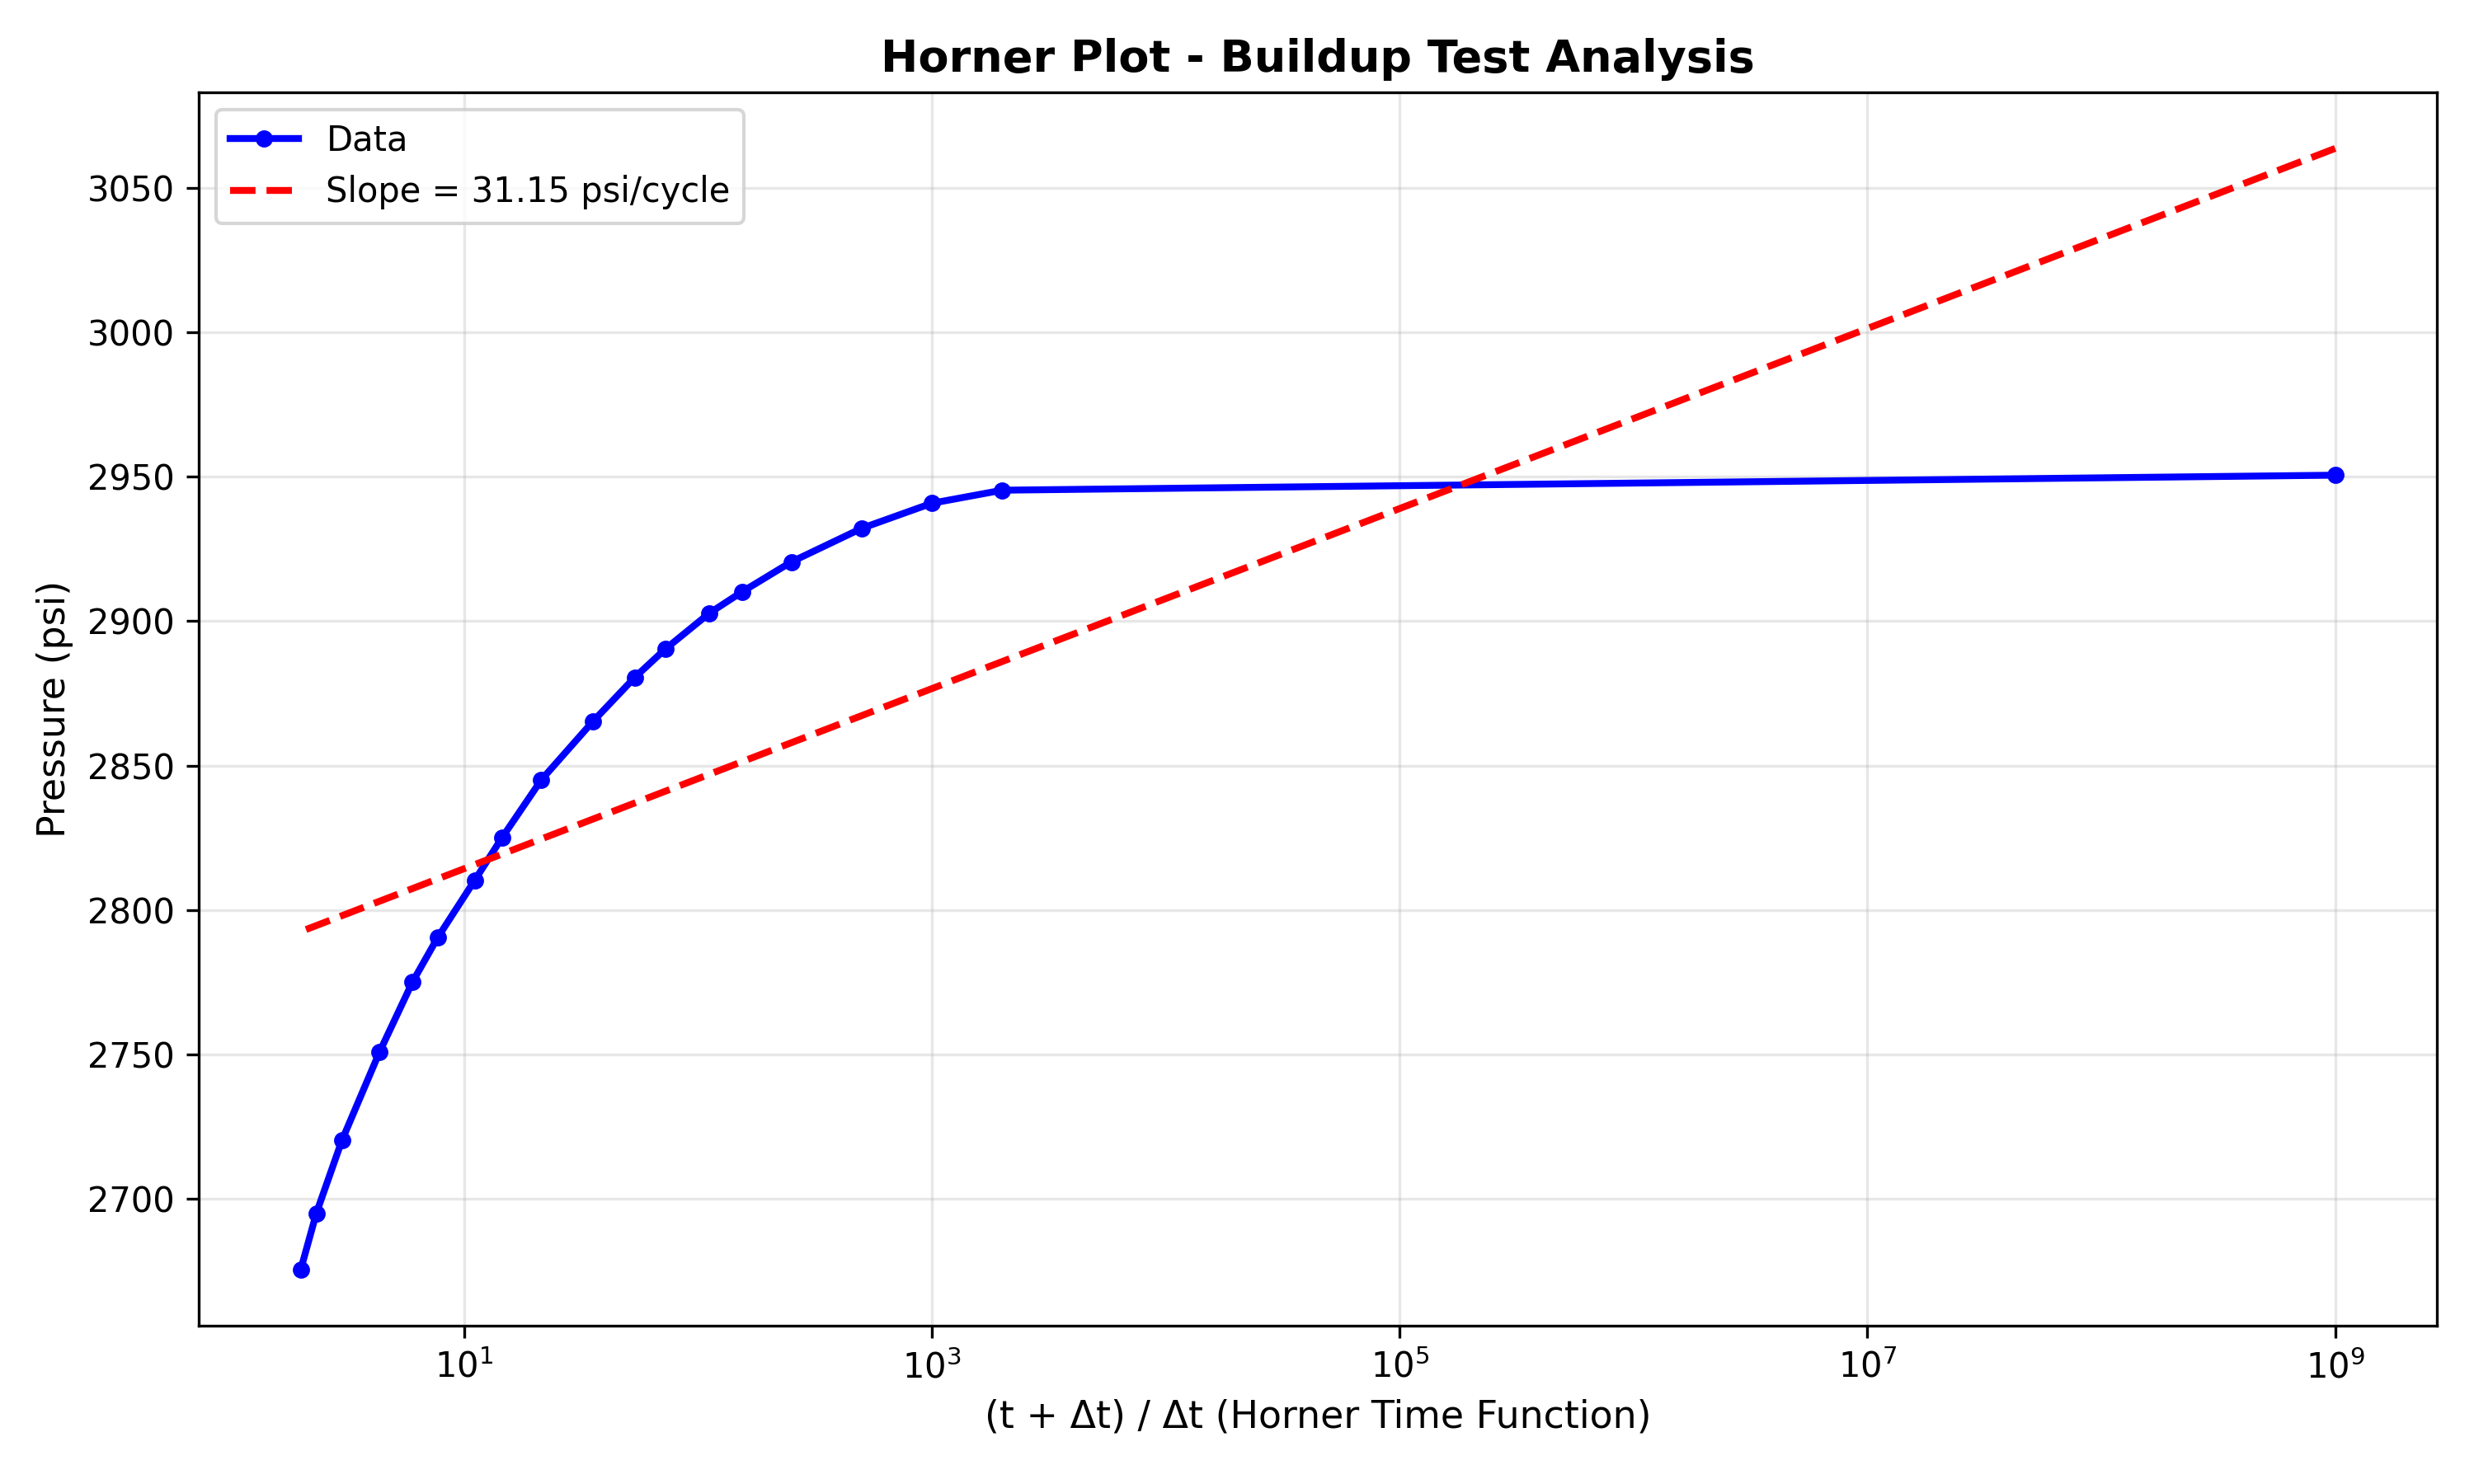 Horner Plot - Buildup Test Analysis
Data
Slope = 31.15 psi/cycle
3050
3000
2950
2900
2850
2800
2750
2700
Pressure (psi)
10¹ 10³ 10⁵ 10⁷ 10⁹
(t + Δt) / Δt (Horner Time Function)